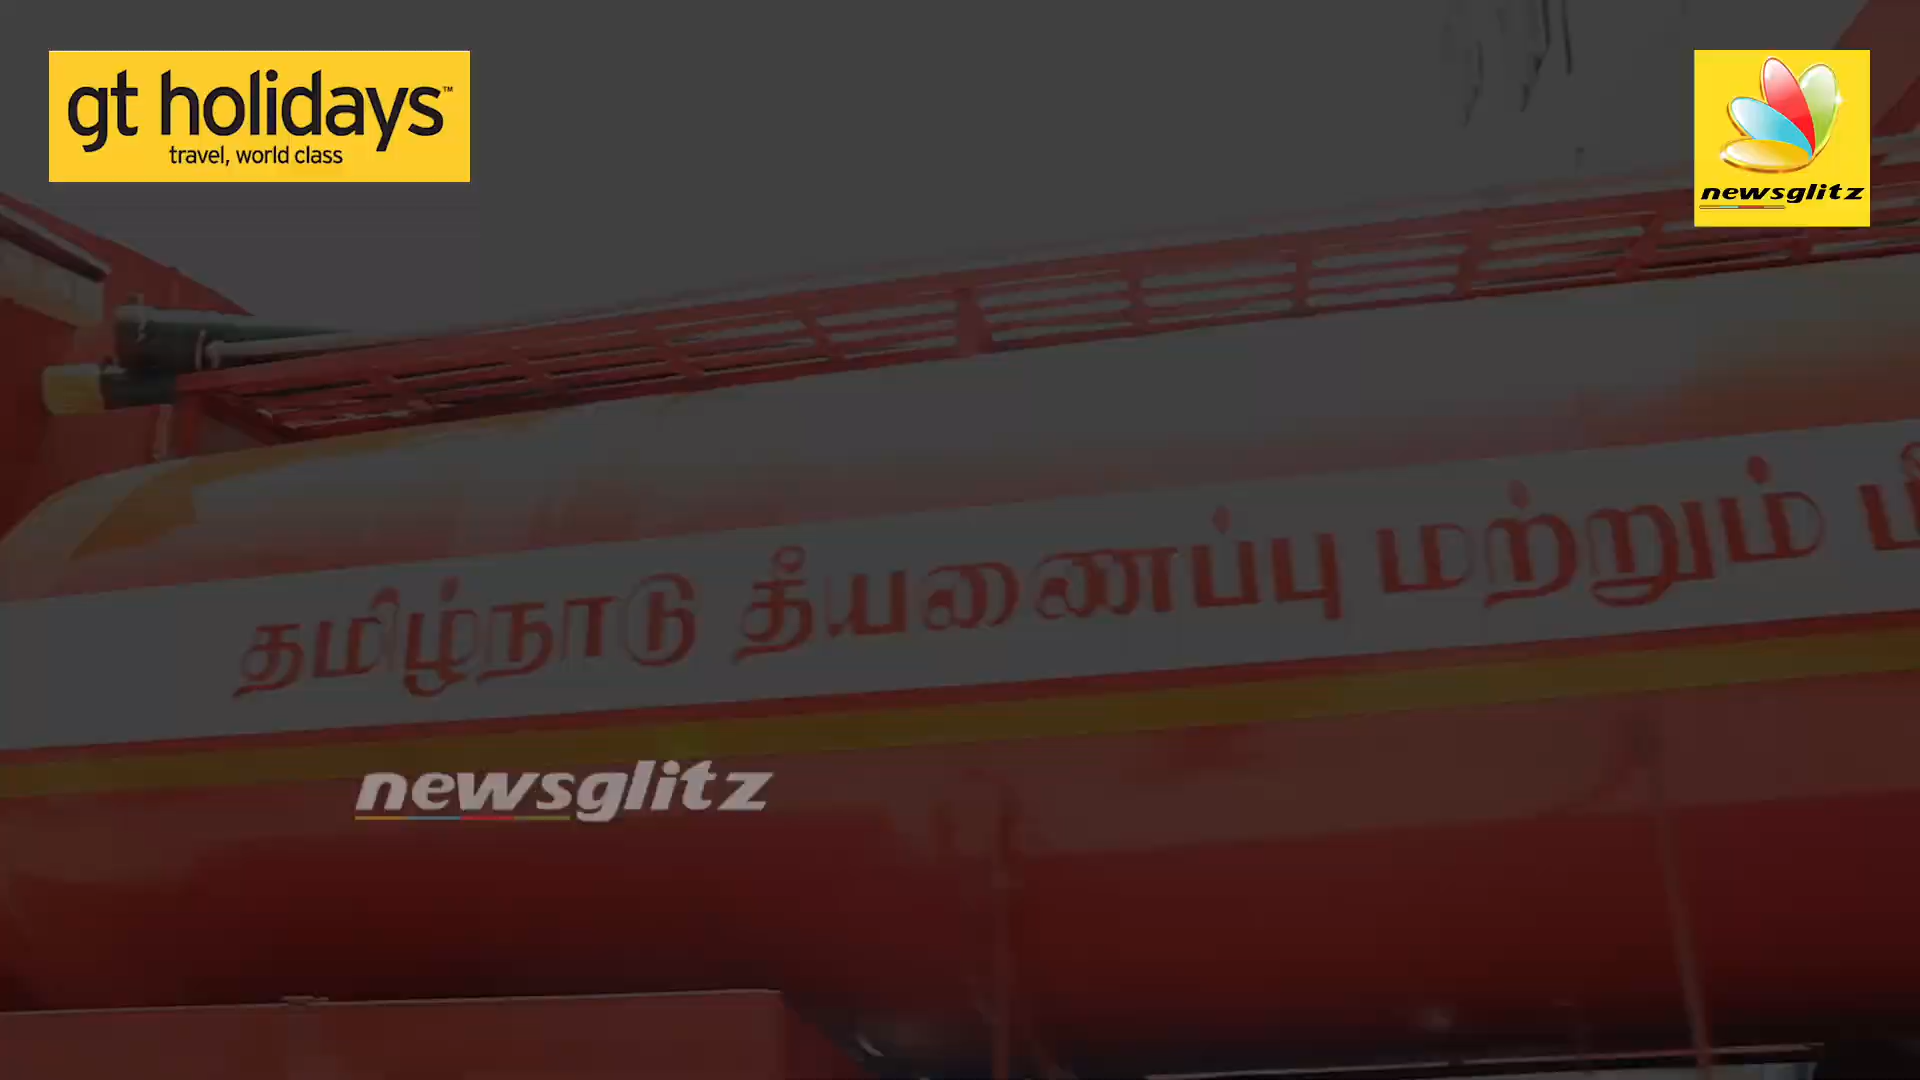 gt holidays™
travel, world class
newsglitz
தமிழ்நாடு தீயணைப்பு மற்றும்
newsglitz